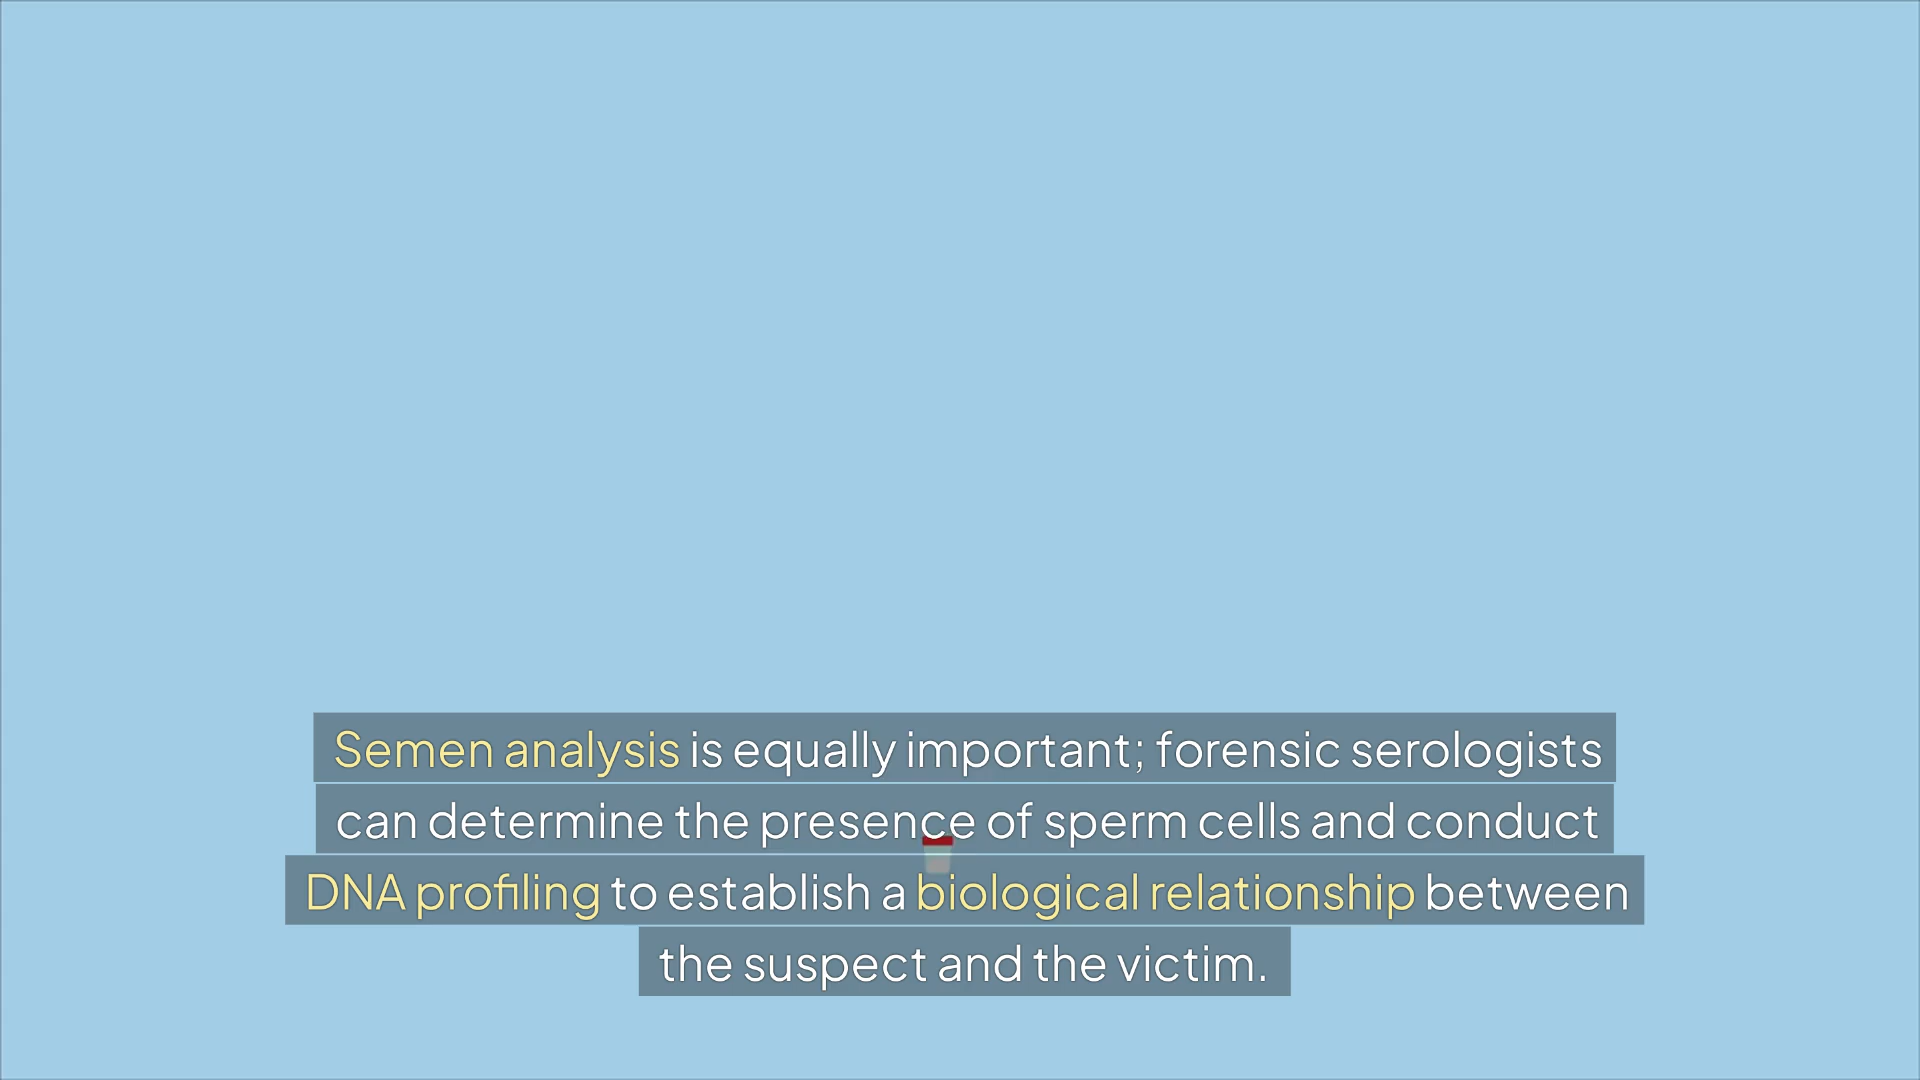 Semen analysis is equally important; forensic serologists
can determine the presence of sperm cells and conduct
DNA profiling to establish a biological relationship between
the suspect and the victim.